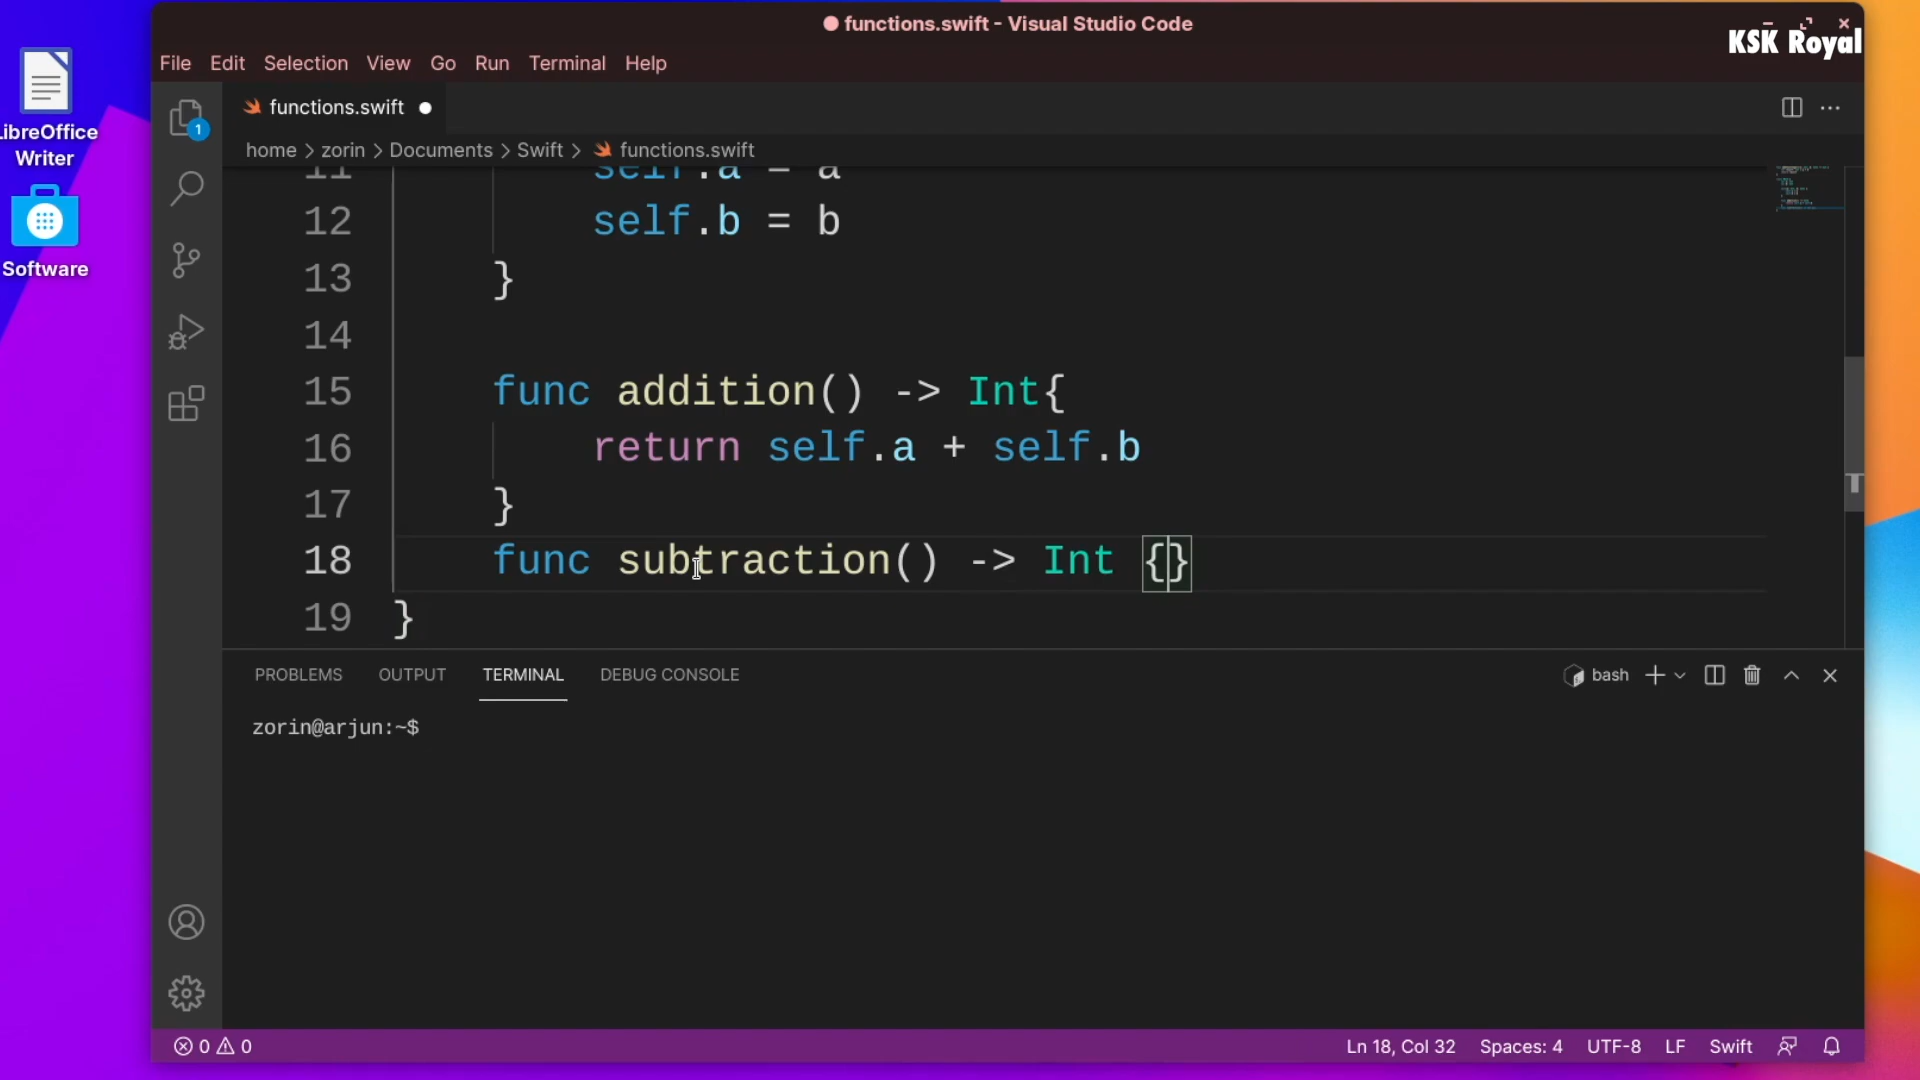 functions.swift - Visual Studio Code
KSK Royal
File Edit Selection View Go Run Terminal Help
LibreOffice
Writer
Software
1
functions.swift
home > zorin > Documents > Swift > functions.swift
11 self.a = a
12 self.b = b
13 }
14
15 func addition() -> Int{
16 return self.a + self.b
17 }
18 func subtraction() -> Int {}
19 }
PROBLEMS OUTPUT TERMINAL DEBUG CONSOLE
bash
zorin@arjun:~$
0 0 Ln 18, Col 32 Spaces: 4 UTF-8 LF Swift